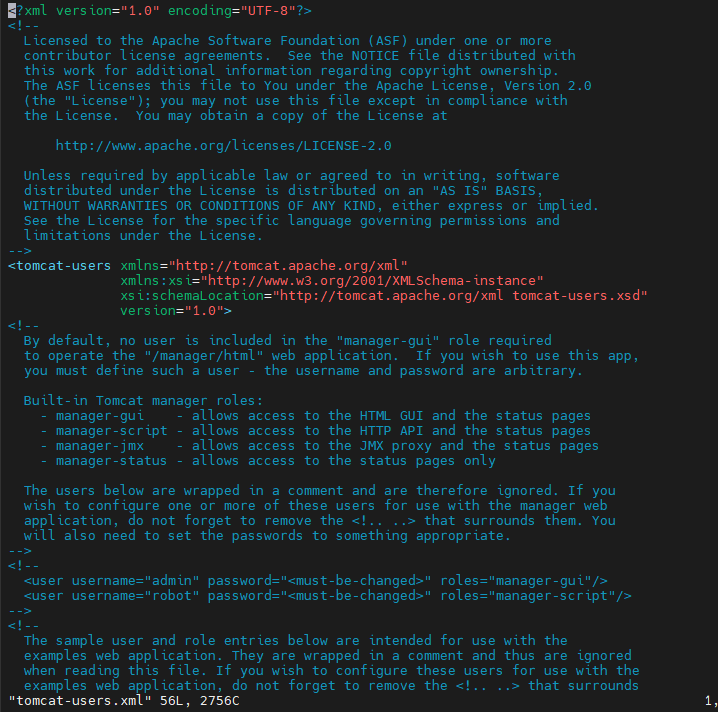 <?xml version="1.0" encoding="UTF-8"?>
<!--
  Licensed to the Apache Software Foundation (ASF) under one or more
  contributor license agreements.  See the NOTICE file distributed with
  this work for additional information regarding copyright ownership.
  The ASF licenses this file to You under the Apache License, Version 2.0
  (the "License"); you may not use this file except in compliance with
  the License.  You may obtain a copy of the License at

      http://www.apache.org/licenses/LICENSE-2.0

  Unless required by applicable law or agreed to in writing, software
  distributed under the License is distributed on an "AS IS" BASIS,
  WITHOUT WARRANTIES OR CONDITIONS OF ANY KIND, either express or implied.
  See the License for the specific language governing permissions and
  limitations under the License.
-->
<tomcat-users xmlns="http://tomcat.apache.org/xml"
              xmlns:xsi="http://www.w3.org/2001/XMLSchema-instance"
              xsi:schemaLocation="http://tomcat.apache.org/xml tomcat-users.xsd"
              version="1.0">
<!--
  By default, no user is included in the "manager-gui" role required
  to operate the "/manager/html" web application.  If you wish to use this app,
  you must define such a user - the username and password are arbitrary.

  Built-in Tomcat manager roles:
    - manager-gui    - allows access to the HTML GUI and the status pages
    - manager-script - allows access to the HTTP API and the status pages
    - manager-jmx    - allows access to the JMX proxy and the status pages
    - manager-status - allows access to the status pages only

  The users below are wrapped in a comment and are therefore ignored. If you
  wish to configure one or more of these users for use with the manager web
  application, do not forget to remove the <!.. ..> that surrounds them. You
  will also need to set the passwords to something appropriate.
-->
<!--
  <user username="admin" password="<must-be-changed>" roles="manager-gui"/>
  <user username="robot" password="<must-be-changed>" roles="manager-script"/>
-->
<!--
  The sample user and role entries below are intended for use with the
  examples web application. They are wrapped in a comment and thus are ignored
  when reading this file. If you wish to configure these users for use with the
  examples web application, do not forget to remove the <!.. ..> that surrounds
"tomcat-users.xml" 56L, 2756C 1,